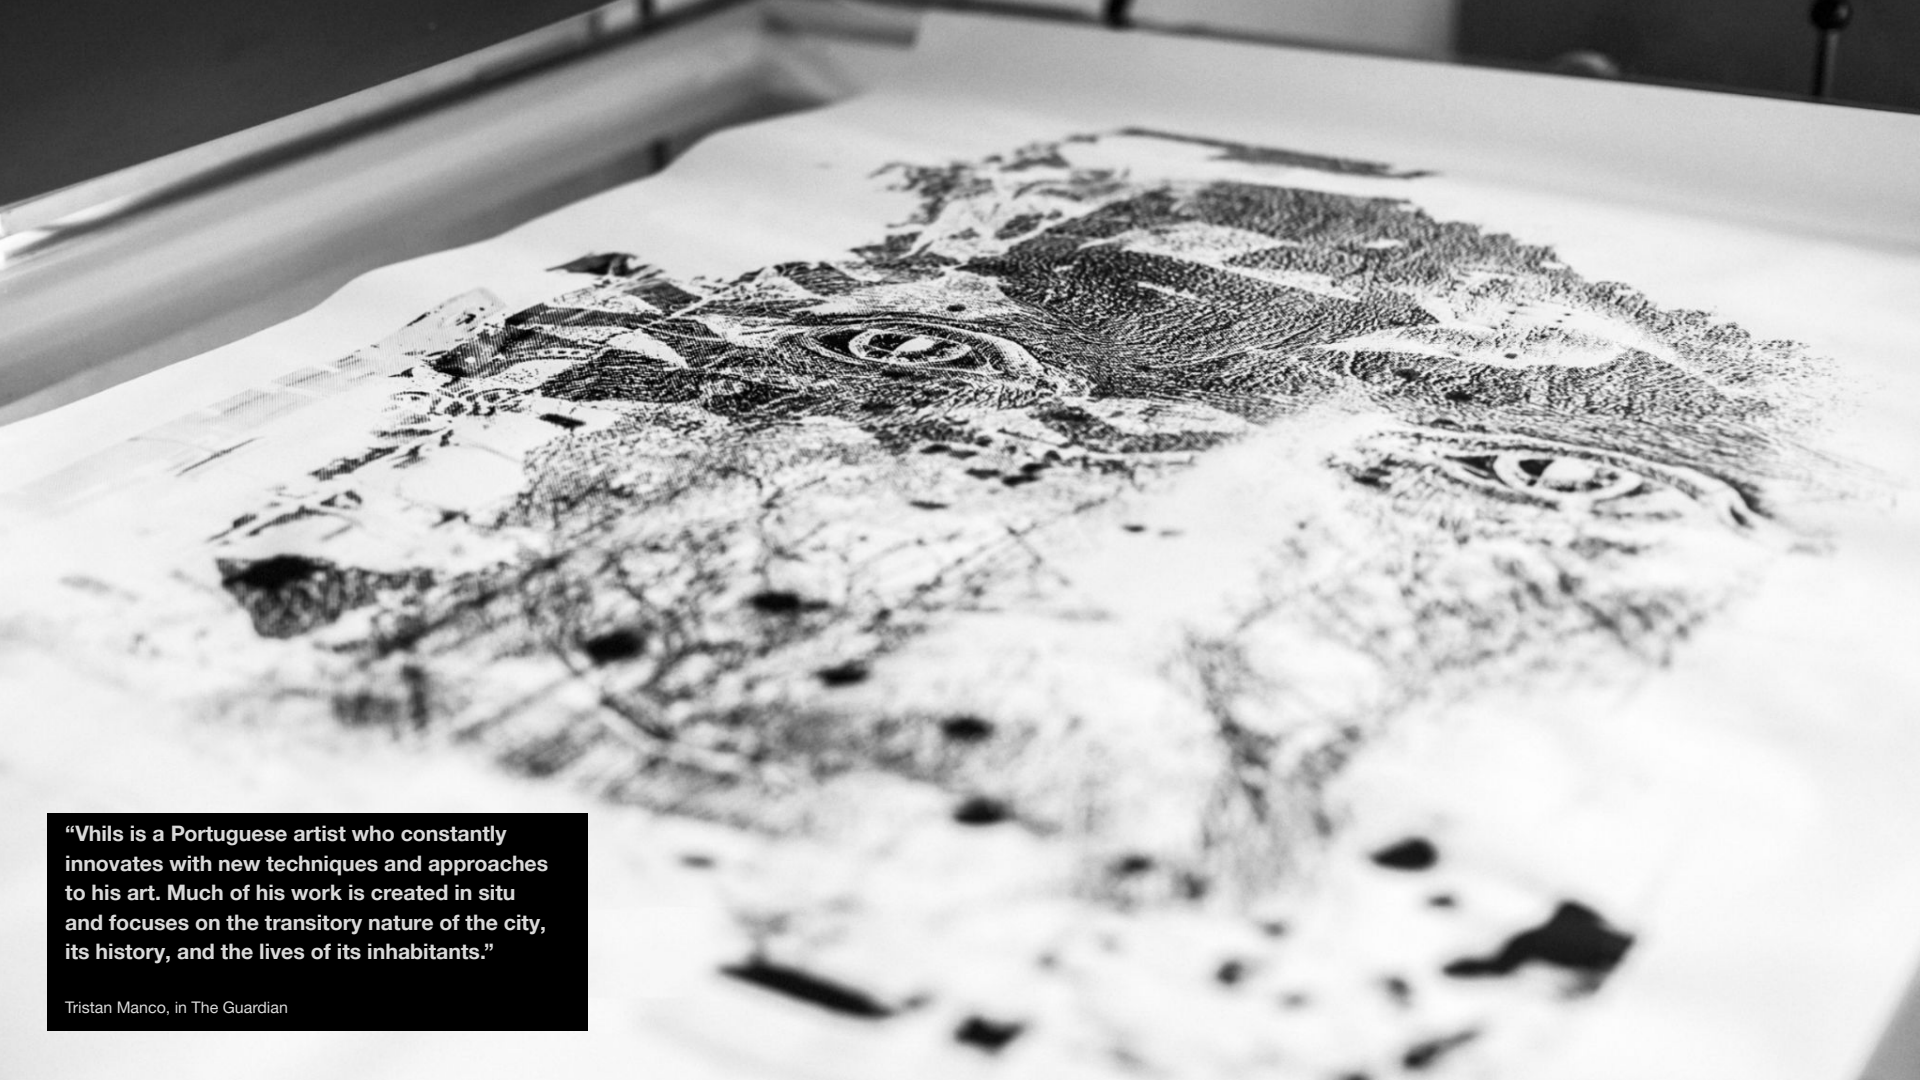 “Vhils is a Portuguese artist who constantly
innovates with new techniques and approaches
to his art. Much of his work is created in situ
and focuses on the transitory nature of the city,
its history, and the lives of its inhabitants.”
Tristan Manco, in The Guardian